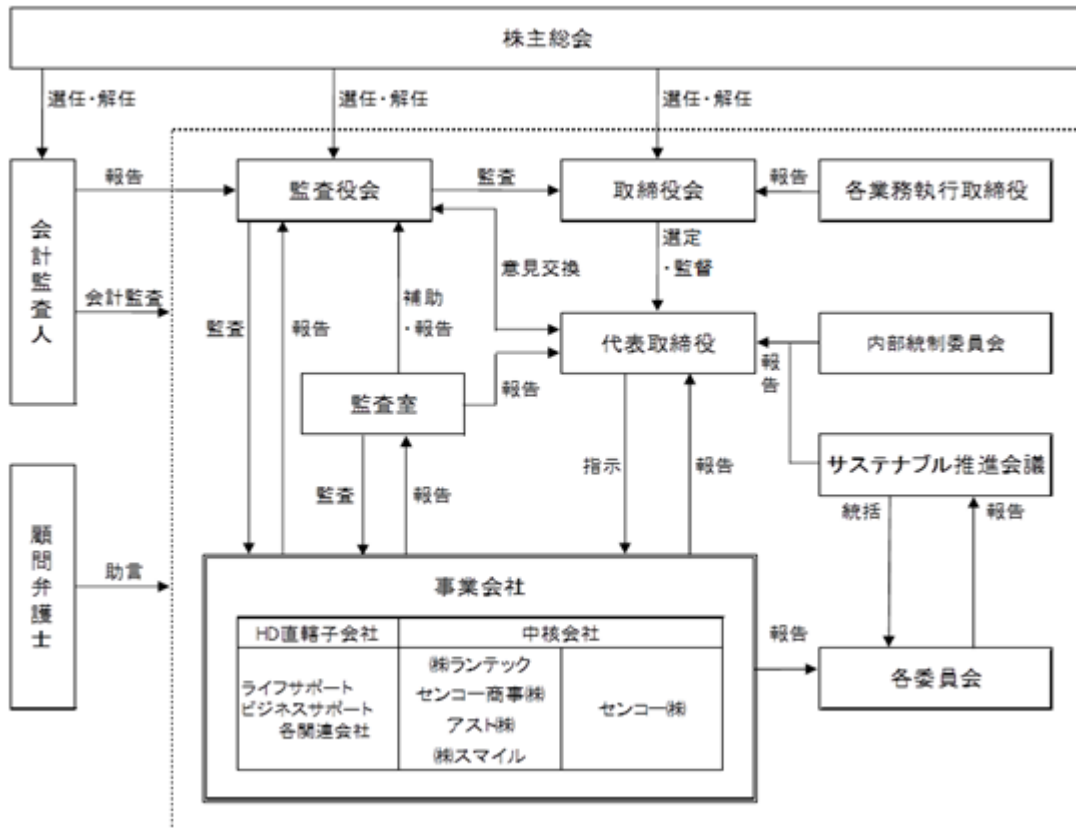 株主総会
選任・解任
選任・解任
選任・解任
会計監査人
報告
監査役会
監査
取締役会
報告
各業務執行取締役
選定
・監督
意見交換
会計監査
補助
・報告
監査
報告
代表取締役
報告
内部統制委員会
監査室
報告
サステナブル推進会議
指示
報告
監査
報告
統括
報告
顧問弁護士
助言
事業会社
報告
各委員会
HD直轄子会社
中核会社
ライフサポート
ビジネスサポート
各関連会社
㈱ランテック
センコー商事㈱
アスト㈱
㈱スマイル
センコー㈱